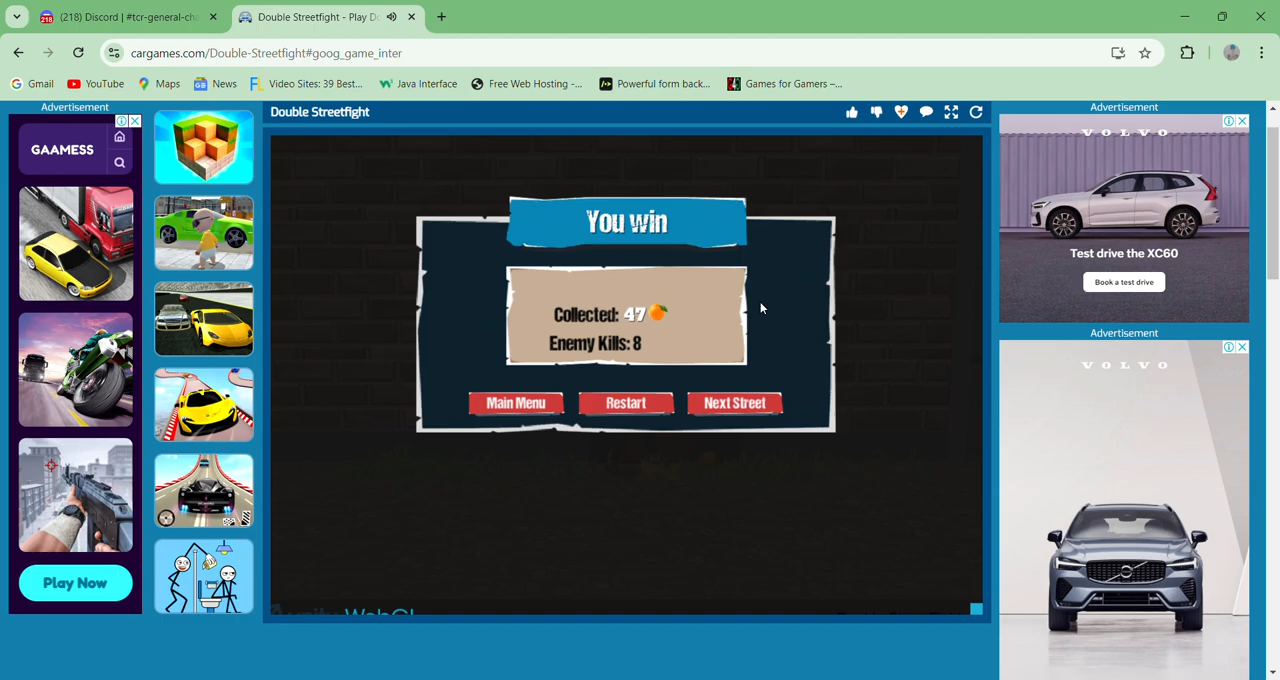 (218) Discord | #tcr-general-cha
Double Streetfight - Play Do
cargames.com/Double-Streetfight#goog_game_inter
Gmail
YouTube
Maps
News
Video Sites: 39 Best...
Java Interface
Free Web Hosting -...
Powerful form back...
Games for Gamers –...
Advertisement
GAAMESS
Play Now
Double Streetfight
You win
Collected: 47
Enemy Kills: 8
Main Menu
Restart
Next Street
Advertisement
VOLVO
Test drive the XC60
Book a test drive
Advertisement
VOLVO